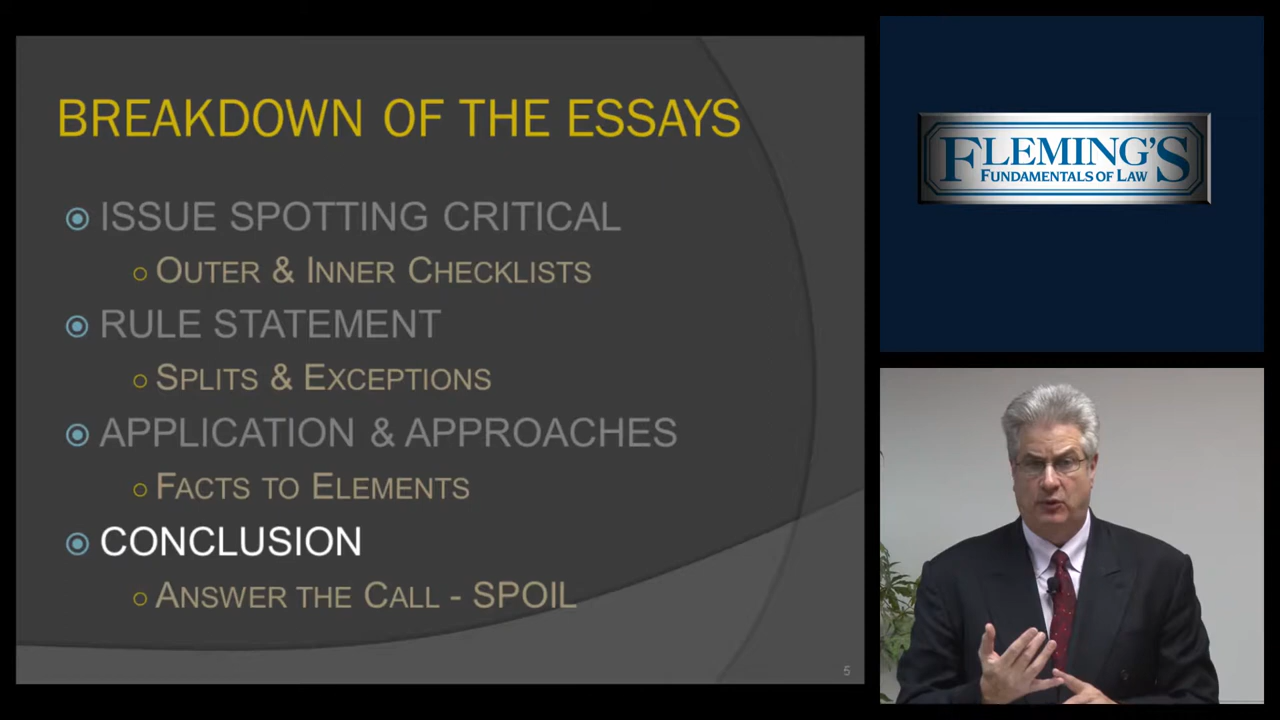 BREAKDOWN OF THE ESSAYS
ISSUE SPOTTING CRITICAL
OUTER & INNER CHECKLISTS
RULE STATEMENT
SPLITS & EXCEPTIONS
APPLICATION & APPROACHES
FACTS TO ELEMENTS
CONCLUSION
ANSWER THE CALL - SPOIL
5
FLEMING'S
FUNDAMENTALS OF LAW